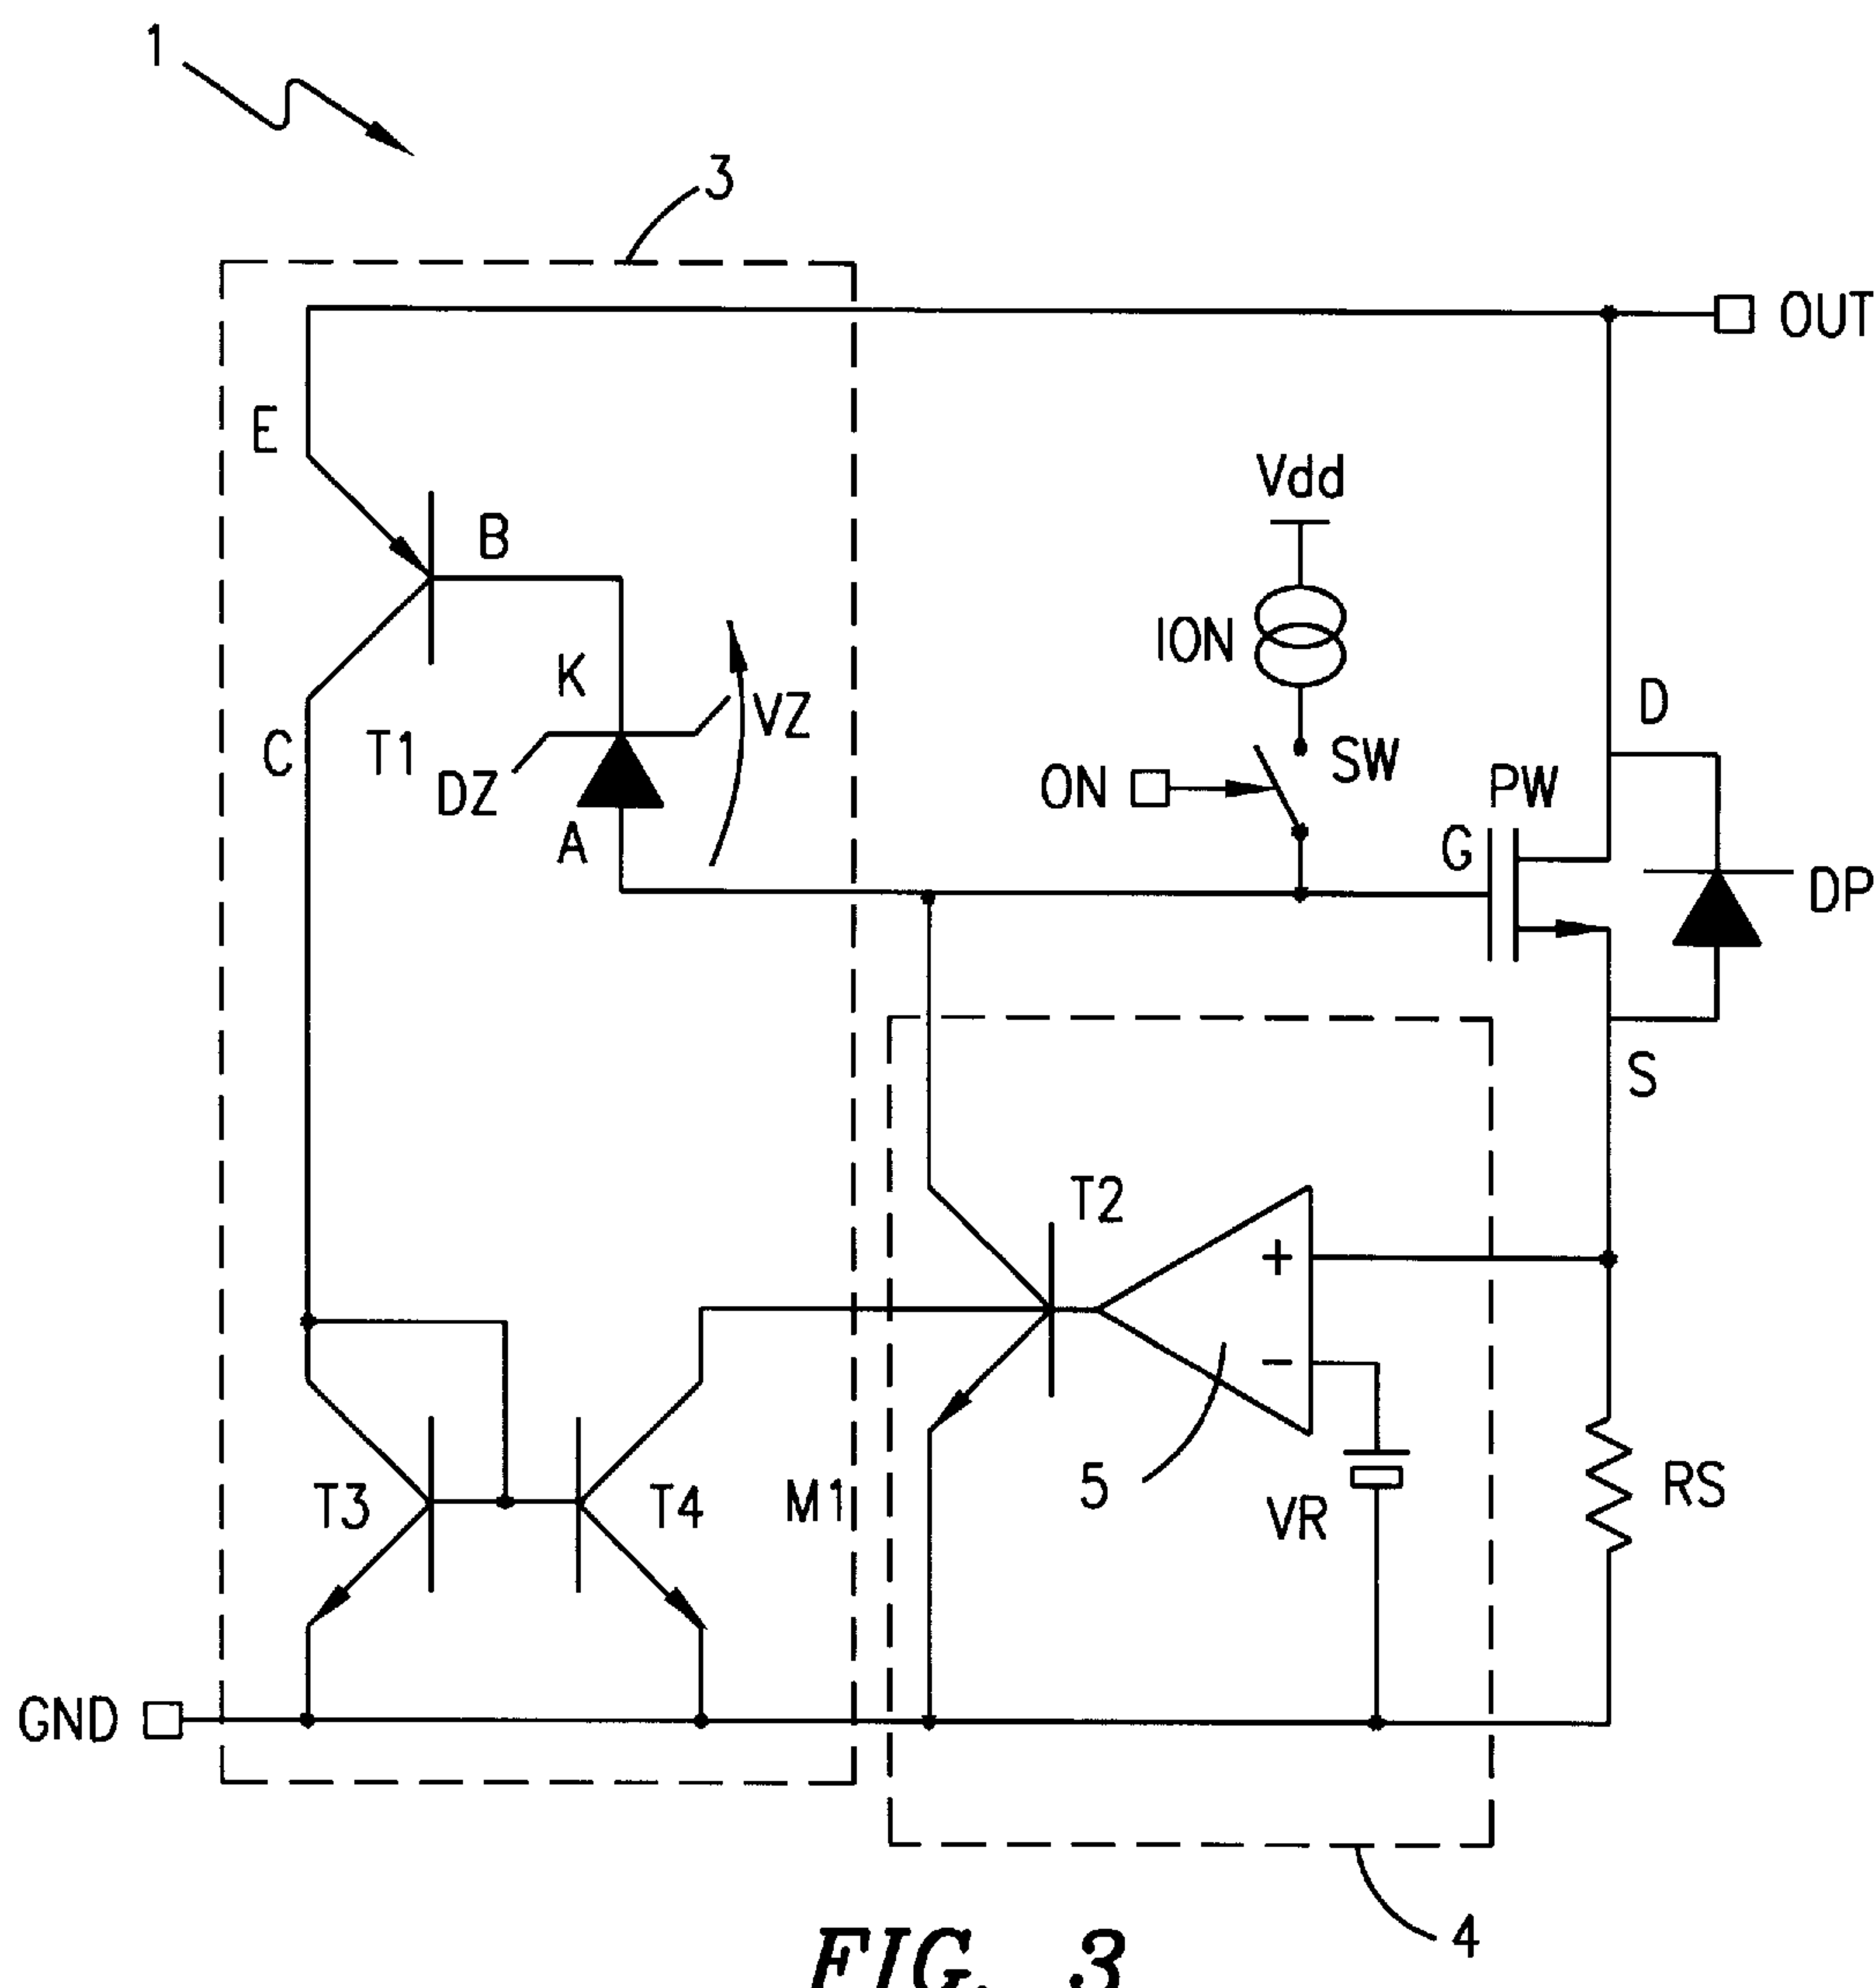 1
3
OUT
E
Vdd
B
ION
K
D
VZ
C
T1
SW
DZ
ON
PW
A
G
DP
S
T2
+
−
5
RS
T3
T4
M1
VR
GND
4
FIG. 3